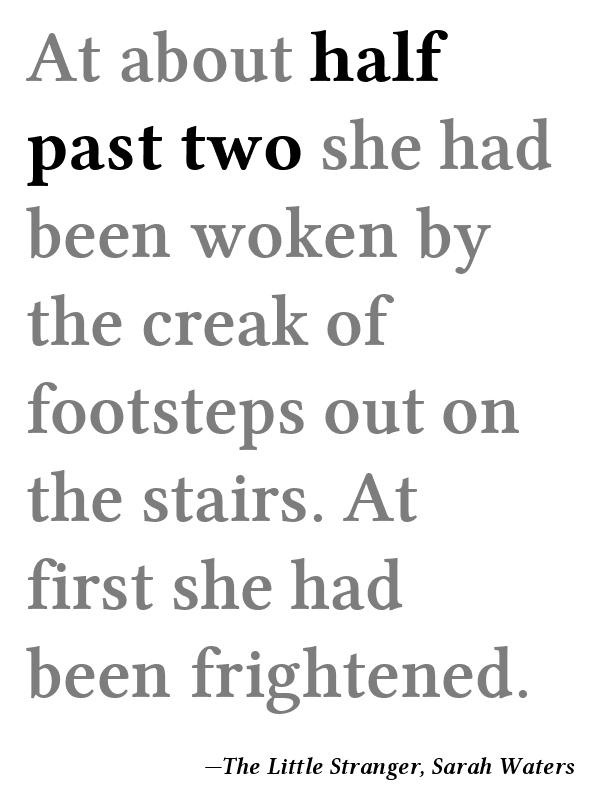 At about half
past two she had
been woken by
the creak of
footsteps out on
the stairs. At
first she had
been frightened.
—The Little Stranger, Sarah Waters